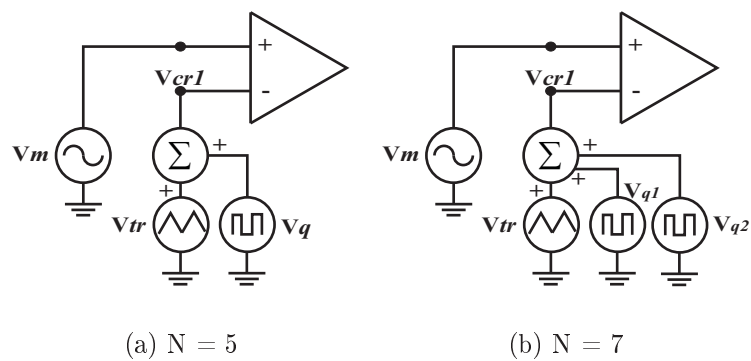 +
Vcr1
-
Vm
Σ
+
+
Vtr
Vq
(a) N = 5
+
Vcr1
-
Vm
Σ
+
+
+
Vq1
Vtr
Vq2
(b) N = 7